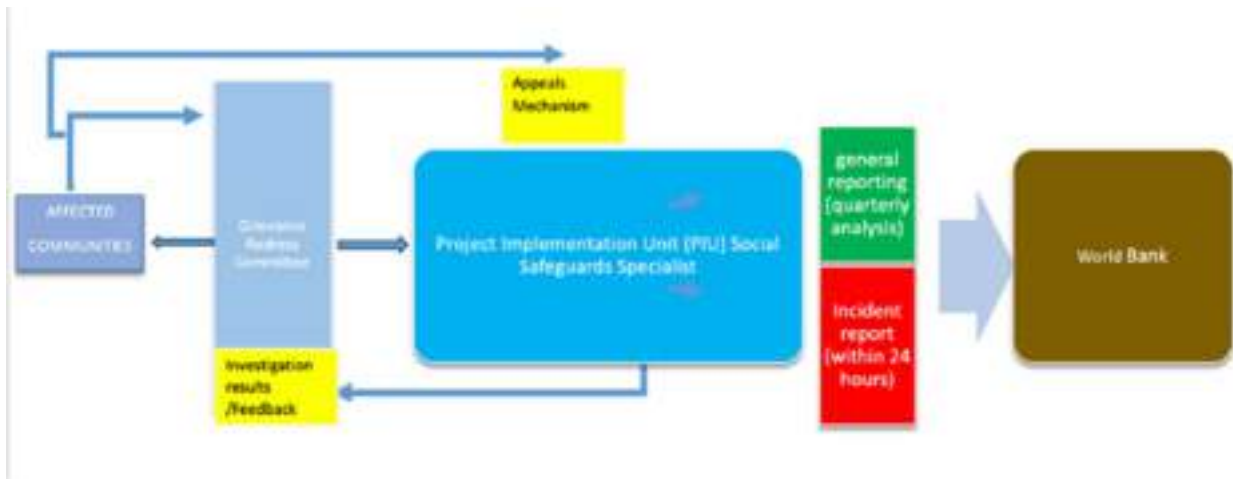 Appeals
Mechanism
AFFECTED
COMMUNITIES
Grievance
Redress
Committee
Project Implementation Unit (PIU) Social
Safeguards Specialist
general
reporting
(quarterly
analysis)
Incident
report
(within 24
hours)
World Bank
Investigation
results
/Feedback